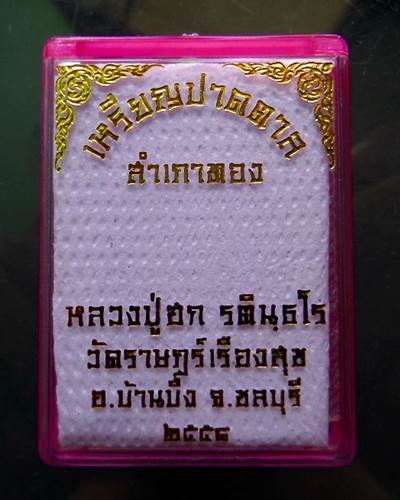 เหรียญปาดตาล
สำเภาทอง
หลวงปู่ฮก รตินฺธโร
วัดราษฎร์เรืองสุข
อ.บ้านบึง จ.ชลบุรี
๒๕๕๘